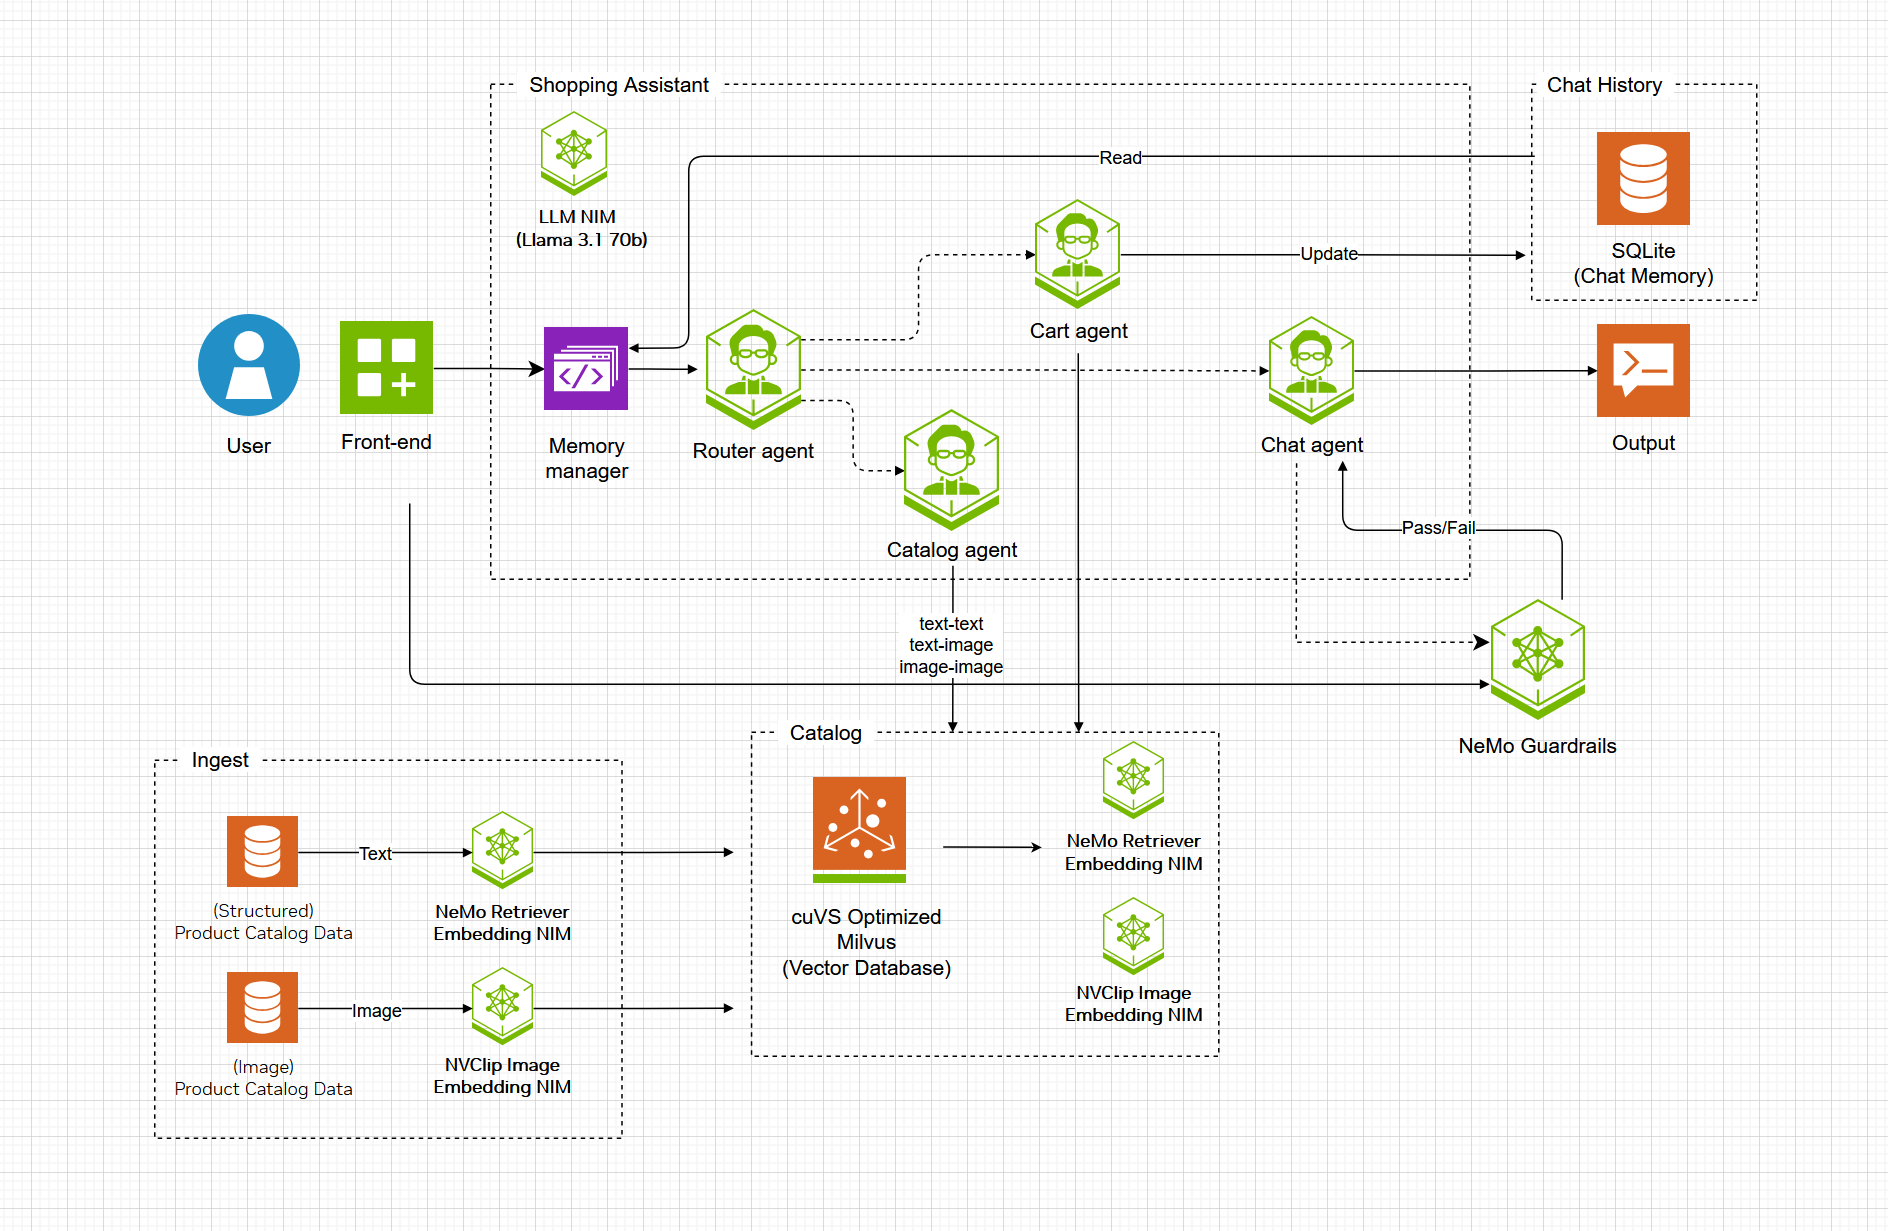 Shopping Assistant
Chat History
LLM NIM
(Llama 3.1 70b)
Read
SQLite
(Chat Memory)
Update
Cart agent
User
Front-end
Memory
manager
Router agent
Chat agent
Output
Catalog agent
Pass/Fail
text-text
text-image
image-image
NeMo Guardrails
Ingest
Text
(Structured)
Product Catalog Data
NeMo Retriever
Embedding NIM
Image
(Image)
Product Catalog Data
NVClip Image
Embedding NIM
Catalog
cuVS Optimized
Milvus
(Vector Database)
NeMo Retriever
Embedding NIM
NVClip Image
Embedding NIM